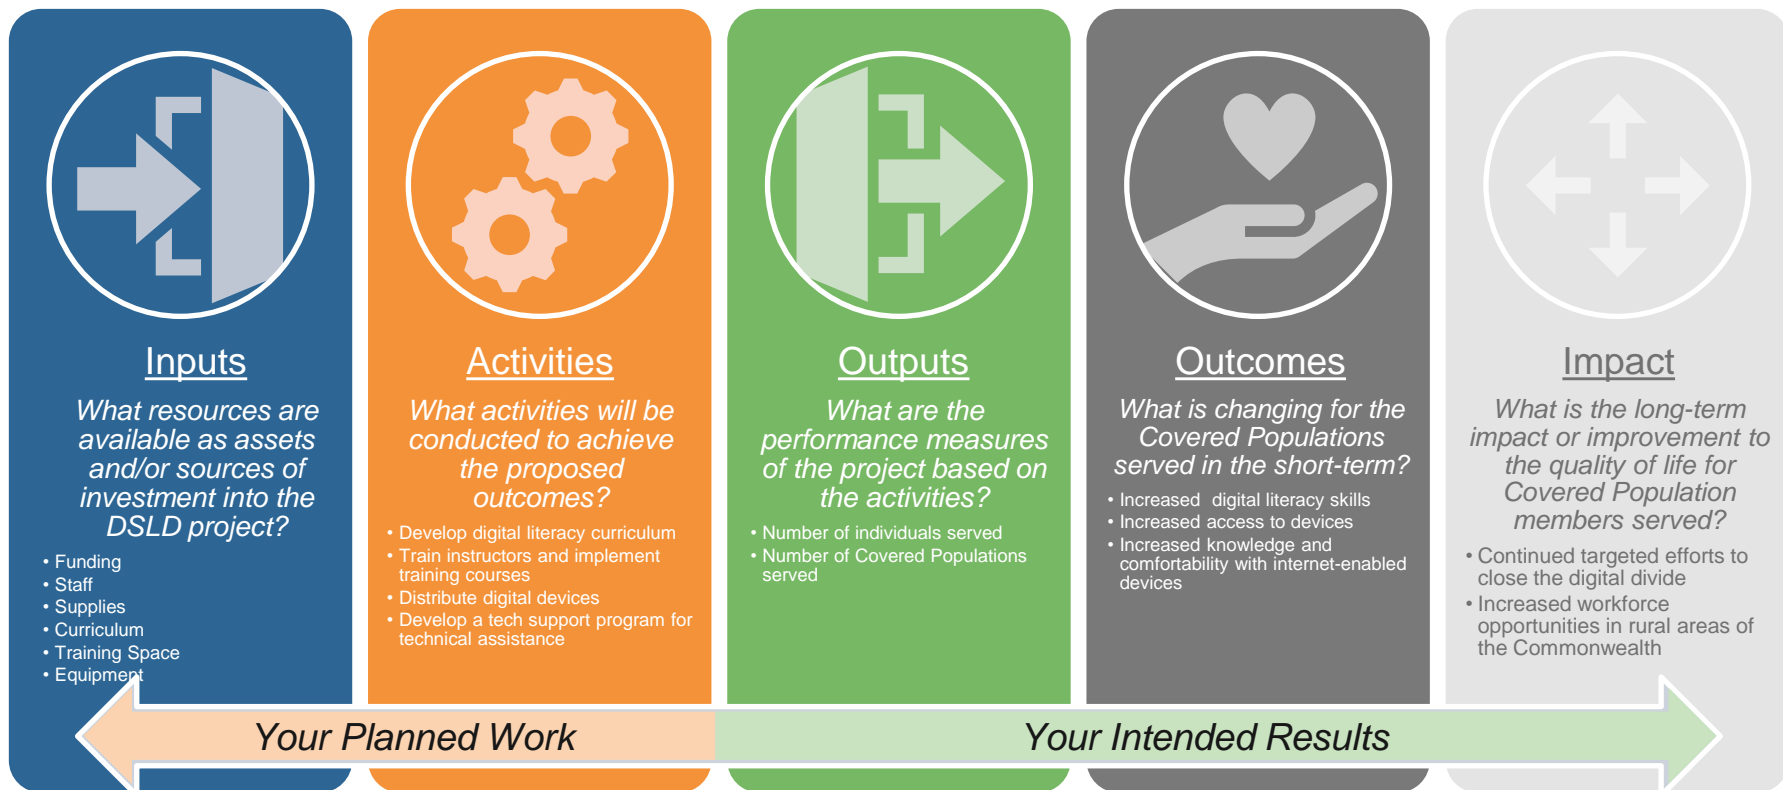 Inputs
What resources are
available as assets
and/or sources of
investment into the
DSLD project?
• Funding
• Staff
• Supplies
• Curriculum
• Training Space
• Equipment
Activities
What activities will be
conducted to achieve
the proposed
outcomes?
• Develop digital literacy curriculum
• Train instructors and implement
training courses
• Distribute digital devices
• Develop a tech support program for
technical assistance
Outputs
What are the
performance measures
of the project based on
the activities?
• Number of individuals served
• Number of Covered Populations
served
Outcomes
What is changing for the
Covered Populations
served in the short-term?
• Increased digital literacy skills
• Increased access to devices
• Increased knowledge and
comfortability with internet-enabled
devices
Impact
What is the long-term
impact or improvement to
the quality of life for
Covered Population
members served?
• Continued targeted efforts to
close the digital divide
• Increased workforce
opportunities in rural areas of
the Commonwealth
Your Planned Work
Your Intended Results